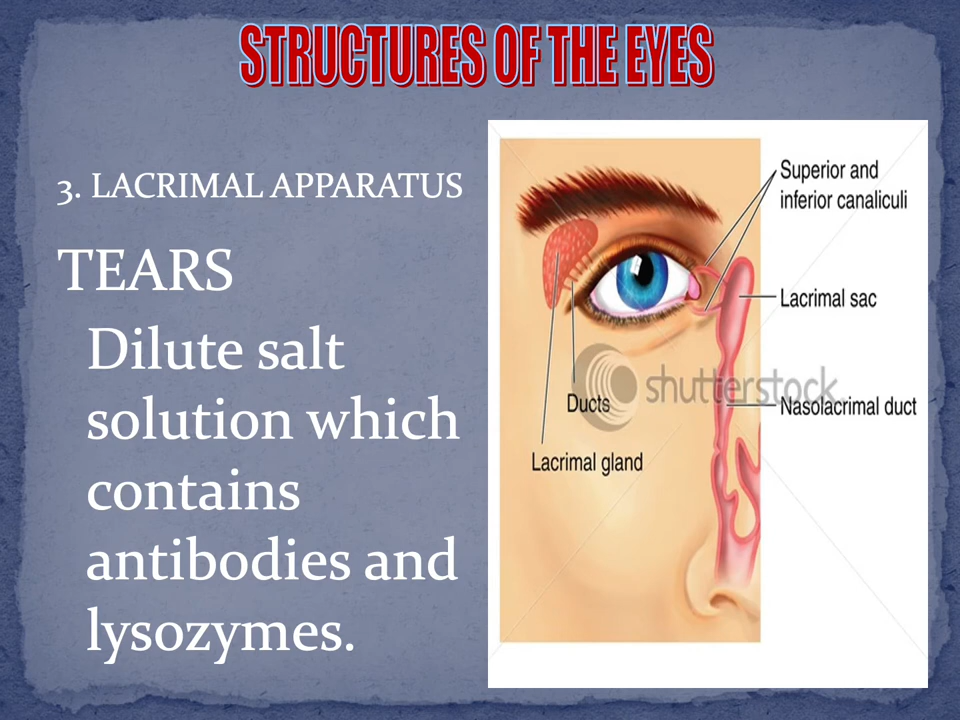 STRUCTURES OF THE EYES
3. LACRIMAL APPARATUS
TEARS
Dilute salt
solution which
contains
antibodies and
lysozymes.
Superior and
inferior canaliculi
Lacrimal sac
shutterstock
Ducts
Nasolacrimal duct
Lacrimal gland